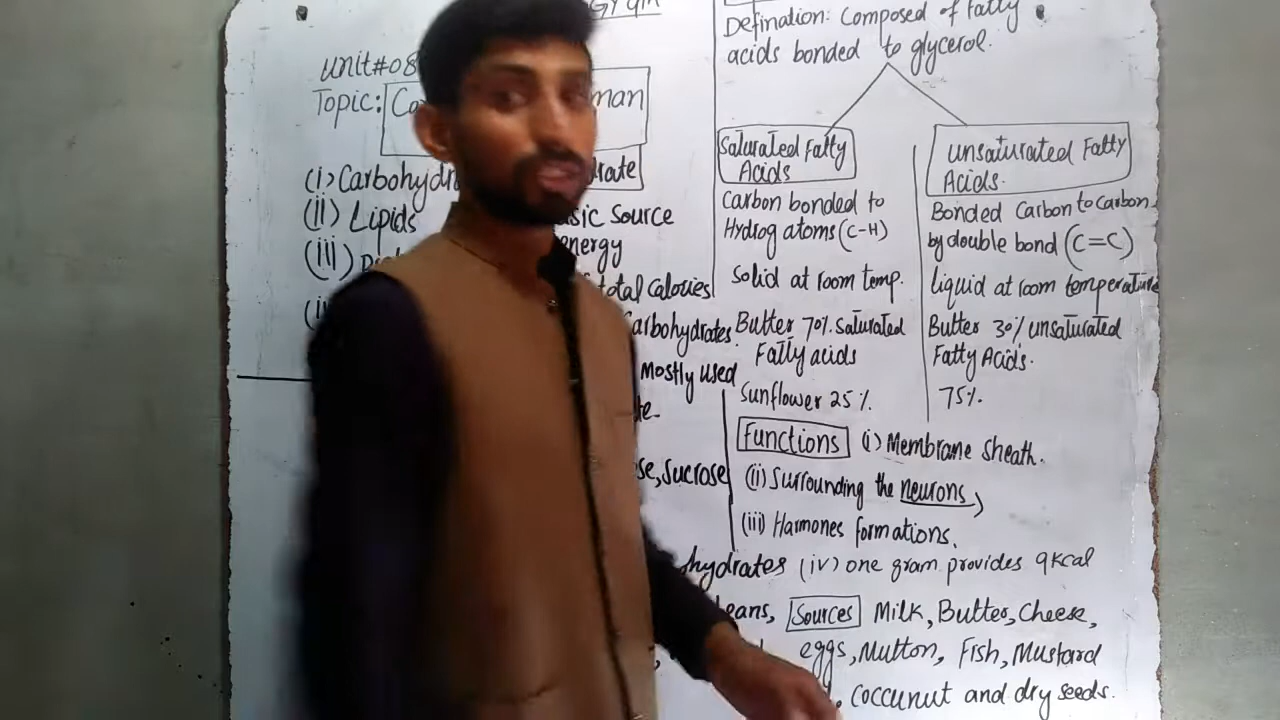 Unit#08
Topic:
man
(i) Carbohydr
rate
(ii) Lipids
asic source
(iii)
energy
total calories
Carbohydrates.
Mostly used
te.
se, sucrose
hydrates
eans,
Defination: Composed of fatty
acids bonded to glycerol.
Saturated Fatty
Acids
Carbon bonded to
Hydrog atoms (C-H)
Solid at room temp.
Butter 70% saturated
Fatty acids
Sunflower 25%.
unsaturated Fatty
Acids.
Bonded Carbon to carbon
by double bond (C=C)
liquid at room temperature
Butter 30% unsaturated
Fatty Acids.
75%.
Functions (i) Membrane sheath.
(ii) Surrounding the neurons,
(iii) Harmones formations.
(iv) one gram provides 9kcal
Sources Milk, Butter, Cheese,
eggs, Mutton, Fish, Mustard
coccunut and dry seeds.